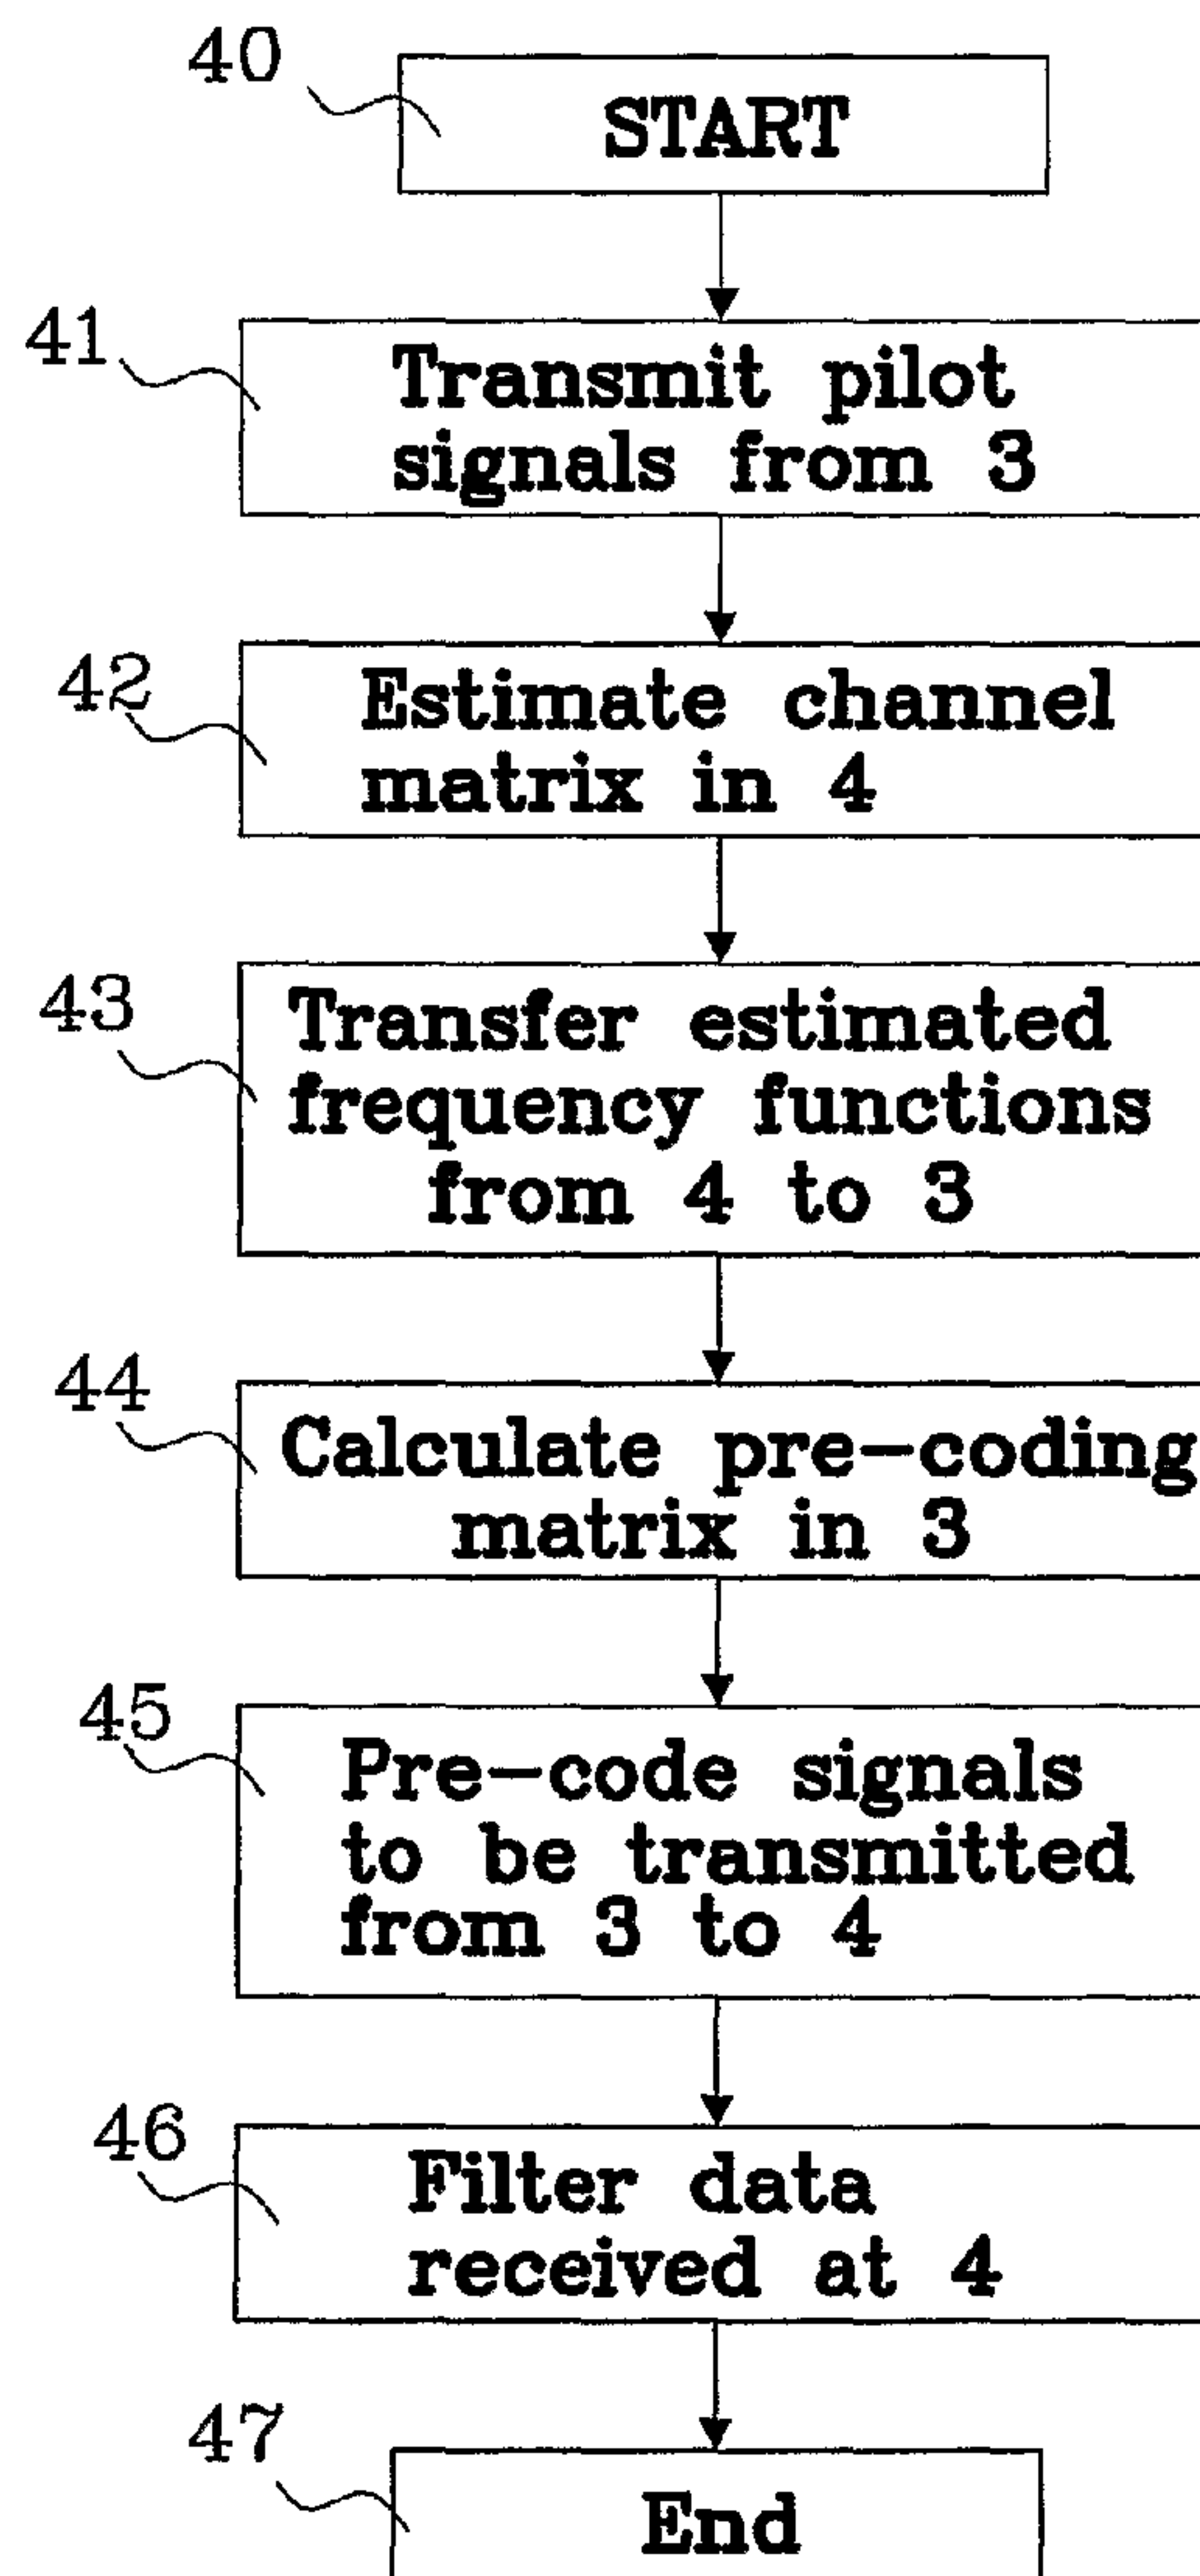 40
START
41
Transmit pilot
signals from 3
42
Estimate channel
matrix in 4
43
Transfer estimated
frequency functions
from 4 to 3
44
Calculate pre-coding
matrix in 3
45
Pre-code signals
to be transmitted
from 3 to 4
46
Filter data
received at 4
47
End